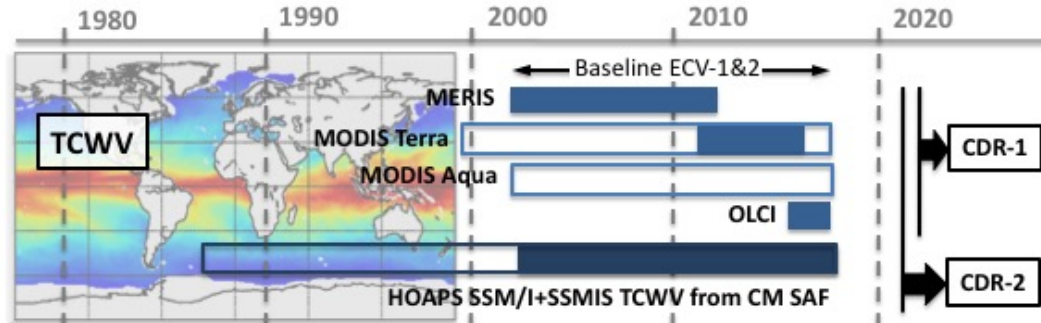 1980 1990 2000 2010 2020
Baseline ECV-1&2
MERIS
TCWV
MODIS Terra
CDR-1
MODIS Aqua
OLCI
HOAPS SSM/I+SSMIS TCWV from CM SAF
CDR-2